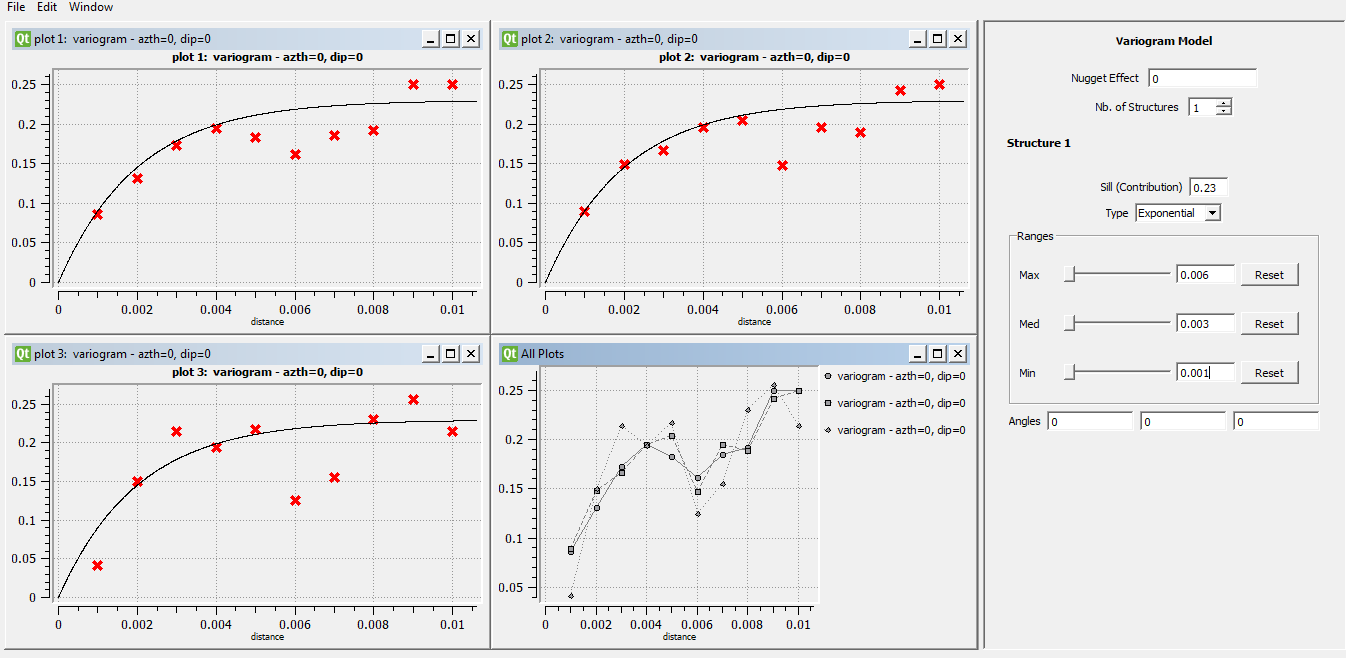 File Edit Window
Qt plot 1: variogram - azth=0, dip=0
plot 1: variogram - azth=0, dip=0
0.25
0.2
0.15
0.1
0.05
0
0 0.002 0.004 0.006 0.008 0.01
distance
Qt plot 2: variogram - azth=0, dip=0
plot 2: variogram - azth=0, dip=0
0.25
0.2
0.15
0.1
0.05
0
0 0.002 0.004 0.006 0.008 0.01
distance
Qt plot 3: variogram - azth=0, dip=0
plot 3: variogram - azth=0, dip=0
0.25
0.2
0.15
0.1
0.05
0
0 0.002 0.004 0.006 0.008 0.01
distance
Qt All Plots
0.25
0.2
0.15
0.1
0.05
0 0.002 0.004 0.006 0.008 0.01
distance
variogram - azth=0, dip=0
variogram - azth=0, dip=0
variogram - azth=0, dip=0
Variogram Model
Nugget Effect 0
Nb. of Structures 1
Structure 1
Sill (Contribution) 0.23
Type Exponential
Ranges
Max 0.006 Reset
Med 0.003 Reset
Min 0.001 Reset
Angles 0 0 0